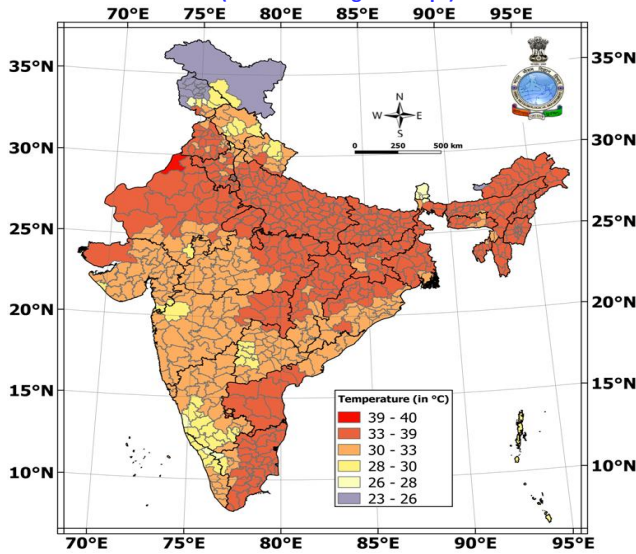 70°E 75°E 80°E 85°E 90°E 95°E
35°N 35°N
N
W E
S
0 250 500 km
30°N 30°N
25°N 25°N
20°N 20°N
15°N 15°N
Temperature (in °C)
39 - 40
33 - 39
30 - 33
28 - 30
26 - 28
23 - 26
10°N 10°N
70°E 75°E 80°E 85°E 90°E 95°E